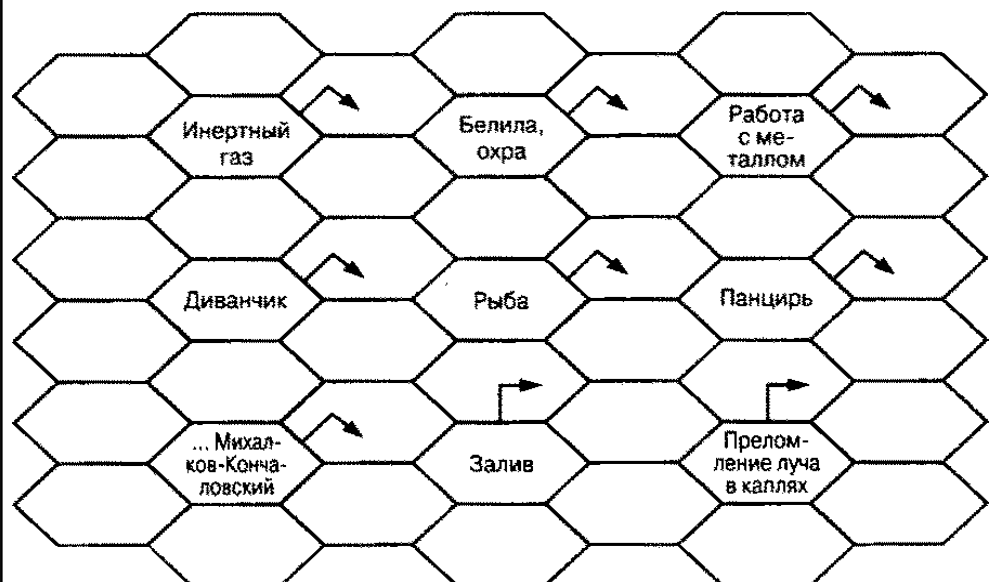 Инертный
газ
Белила,
охра
Работа
с ме-
таллом
Диванчик
Рыба
Панцирь
... Михал-
ков-Конча-
ловский
Залив
Прелом-
ление луча
в каплях